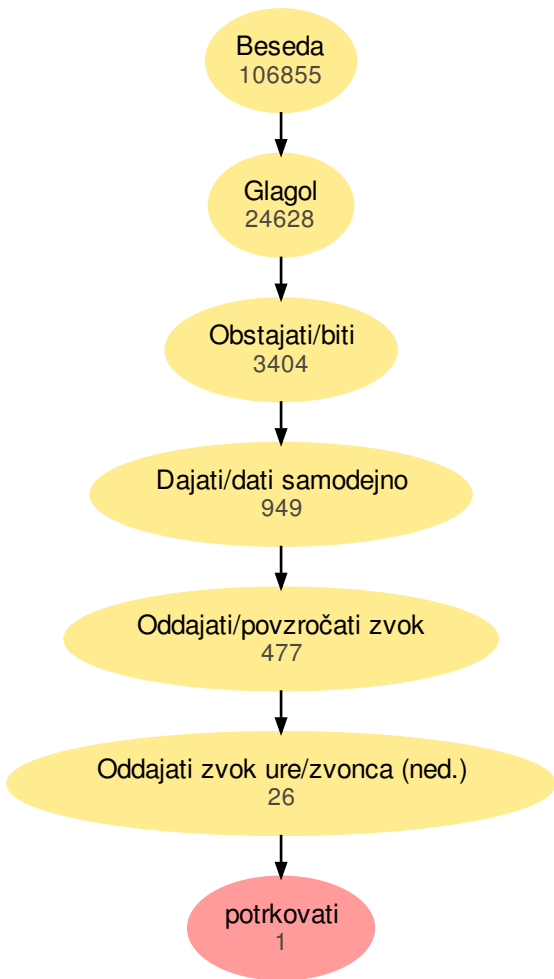 Beseda
106855
Glagol
24628
Obstajati/biti
3404
Dajati/dati samodejno
949
Oddajati/povzročati zvok
477
Oddajati zvok ure/zvonca (ned.)
26
potrkovati
1